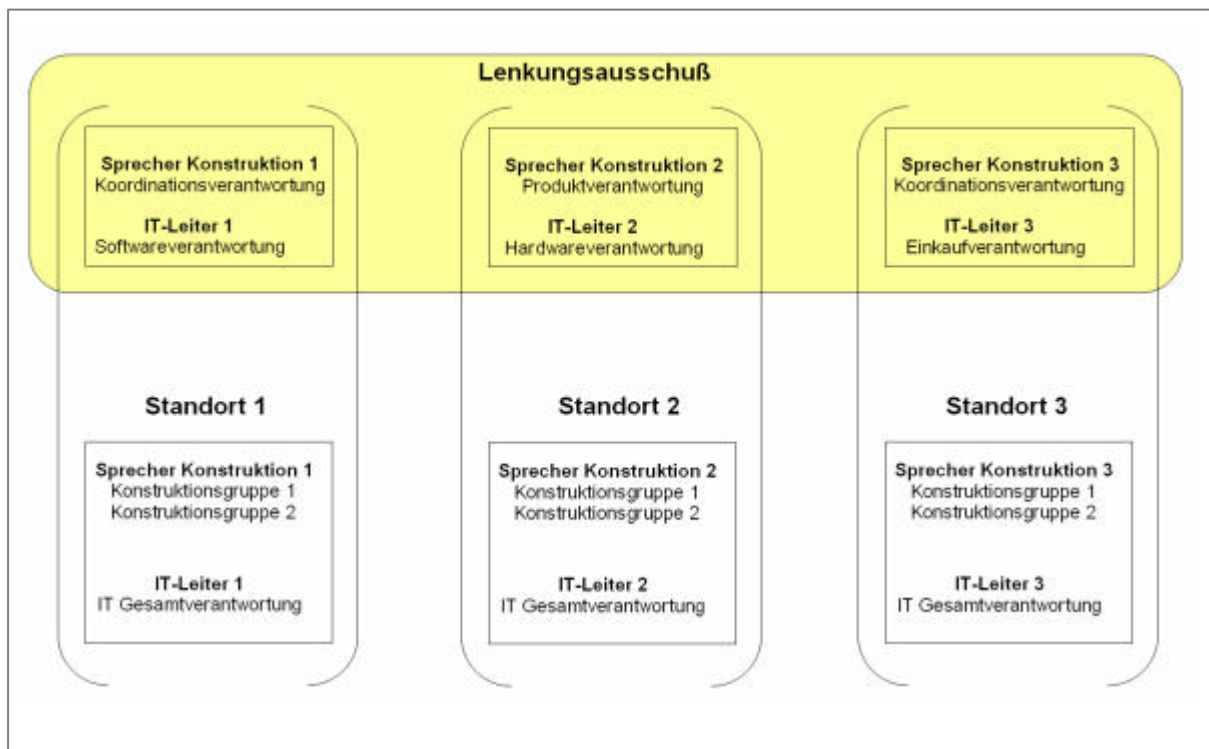 Lenkungsausschuß
Sprecher Konstruktion 1
Koordinationsverantwortung
IT-Leiter 1
Softwareverantwortung
Sprecher Konstruktion 2
Produktverantwortung
IT-Leiter 2
Hardwareverantwortung
Sprecher Konstruktion 3
Koordinationsverantwortung
IT-Leiter 3
Einkaufverantwortung
Standort 1
Sprecher Konstruktion 1
Konstruktionsgruppe 1
Konstruktionsgruppe 2
IT-Leiter 1
IT Gesamtverantwortung
Standort 2
Sprecher Konstruktion 2
Konstruktionsgruppe 1
Konstruktionsgruppe 2
IT-Leiter 2
IT Gesamtverantwortung
Standort 3
Sprecher Konstruktion 3
Konstruktionsgruppe 1
Konstruktionsgruppe 2
IT-Leiter 3
IT Gesamtverantwortung